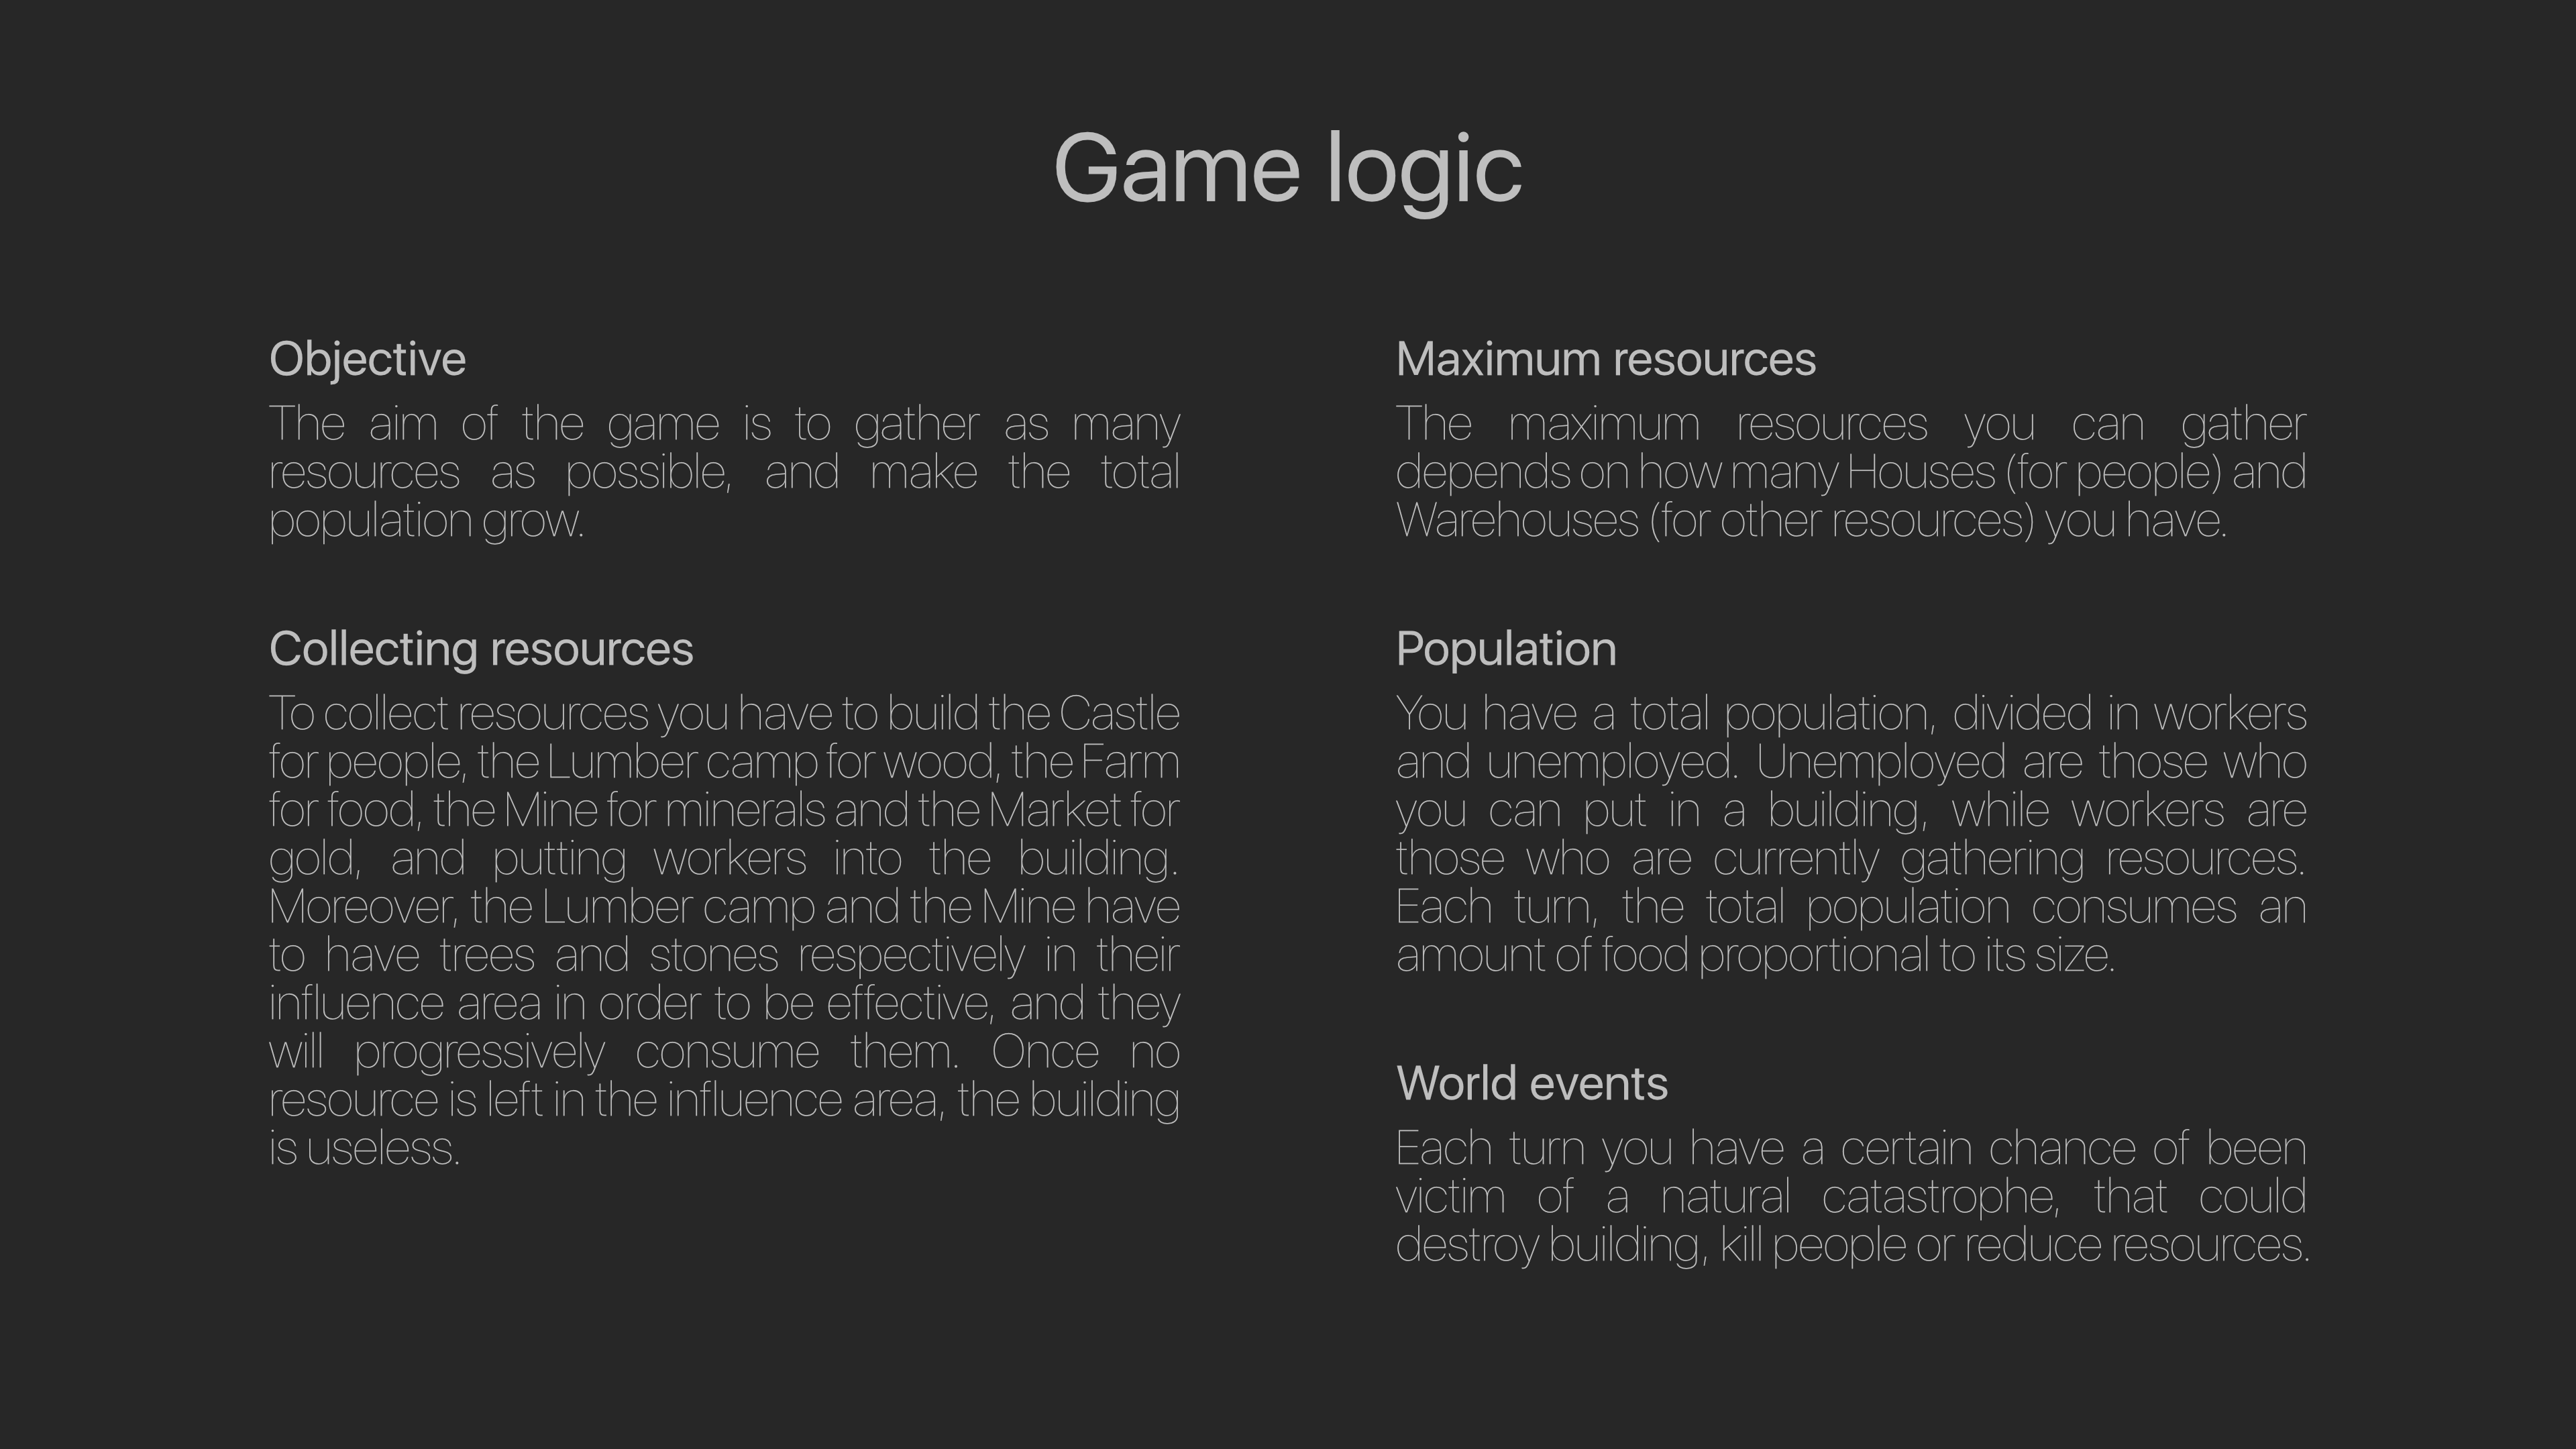 Game logic
Objective
The aim of the game is to gather as many
resources as possible, and make the total
population grow.
Collecting resources
To collect resources you have to build the Castle
for people, the Lumber camp for wood, the Farm
for food, the Mine for minerals and the Market for
gold, and putting workers into the building.
Moreover, the Lumber camp and the Mine have
to have trees and stones respectively in their
influence area in order to be effective, and they
will progressively consume them. Once no
resource is left in the influence area, the building
is useless.
Maximum resources
The maximum resources you can gather
depends on how many Houses (for people) and
Warehouses (for other resources) you have.
Population
You have a total population, divided in workers
and unemployed. Unemployed are those who
you can put in a building, while workers are
those who are currently gathering resources.
Each turn, the total population consumes an
amount of food proportional to its size.
World events
Each turn you have a certain chance of been
victim of a natural catastrophe, that could
destroy building, kill people or reduce resources.